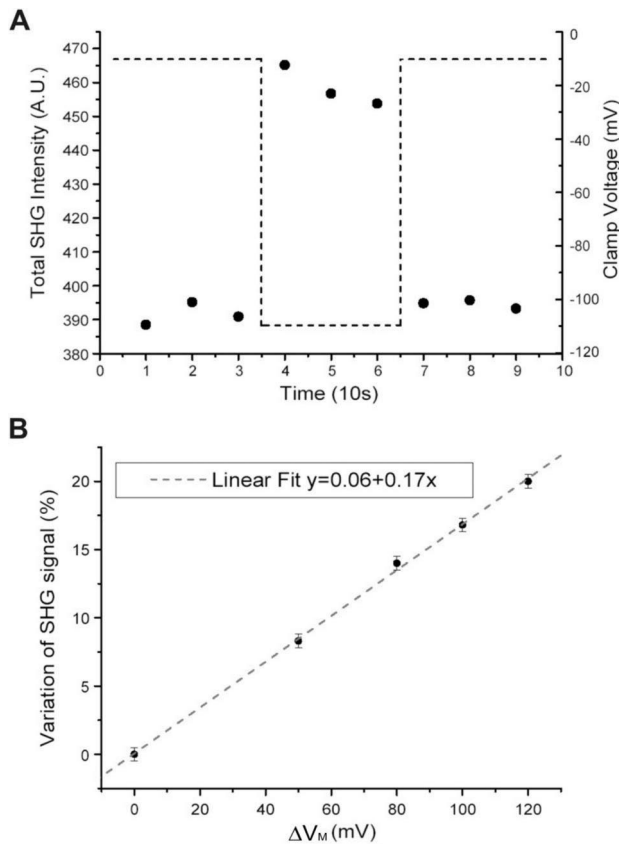 A
Total SHG Intensity (A.U.)
470
460
450
440
430
420
410
400
390
380
0
-20
-40
-60
-80
-100
-120
Clamp Voltage (mV)
0 1 2 3 4 5 6 7 8 9 10
Time (10s)
B
Variation of SHG signal (%)
Linear Fit y=0.06+0.17x
20
15
10
5
0
0 20 40 60 80 100 120
ΔVM (mV)